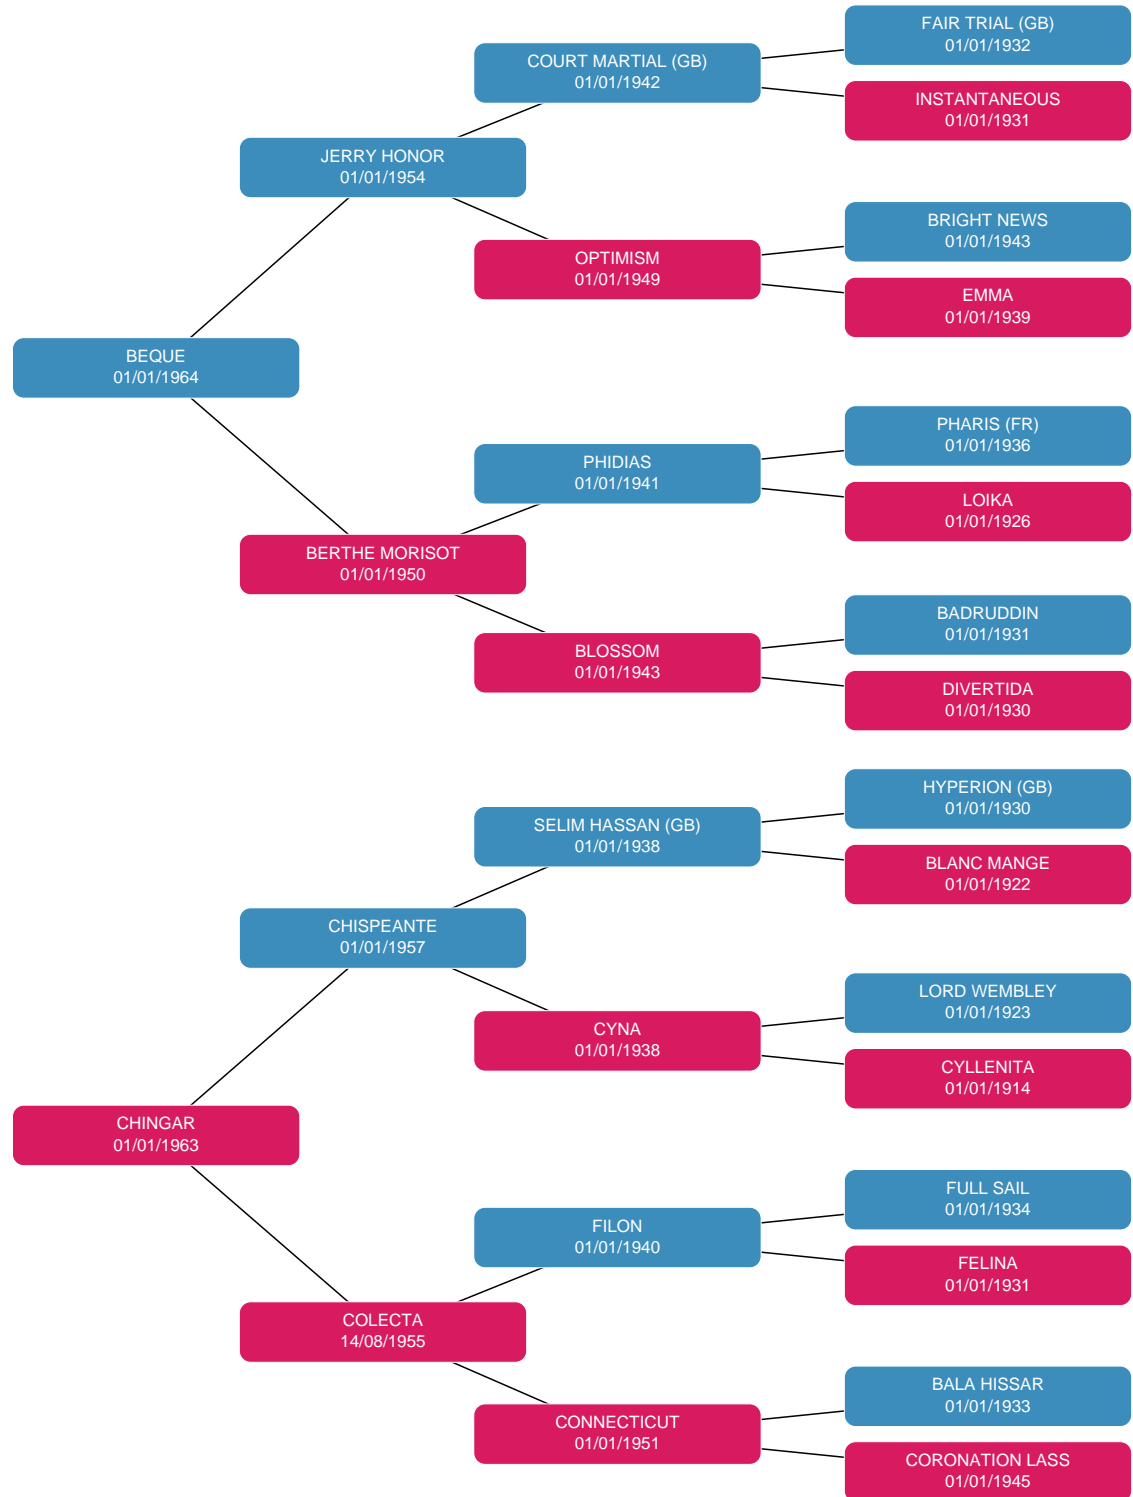 FAIR TRIAL (GB)
01/01/1932
COURT MARTIAL (GB)
01/01/1942
INSTANTANEOUS
01/01/1931
JERRY HONOR
01/01/1954
BRIGHT NEWS
01/01/1943
OPTIMISM
01/01/1949
EMMA
01/01/1939
BEQUE
01/01/1964
PHARIS (FR)
01/01/1936
PHIDIAS
01/01/1941
LOIKA
01/01/1926
BERTHE MORISOT
01/01/1950
BADRUDDIN
01/01/1931
BLOSSOM
01/01/1943
DIVERTIDA
01/01/1930
HYPERION (GB)
01/01/1930
SELIM HASSAN (GB)
01/01/1938
BLANC MANGE
01/01/1922
CHISPEANTE
01/01/1957
LORD WEMBLEY
01/01/1923
CYNA
01/01/1938
CYLLENITA
01/01/1914
CHINGAR
01/01/1963
FULL SAIL
01/01/1934
FILON
01/01/1940
FELINA
01/01/1931
COLECTA
14/08/1955
BALA HISSAR
01/01/1933
CONNECTICUT
01/01/1951
CORONATION LASS
01/01/1945